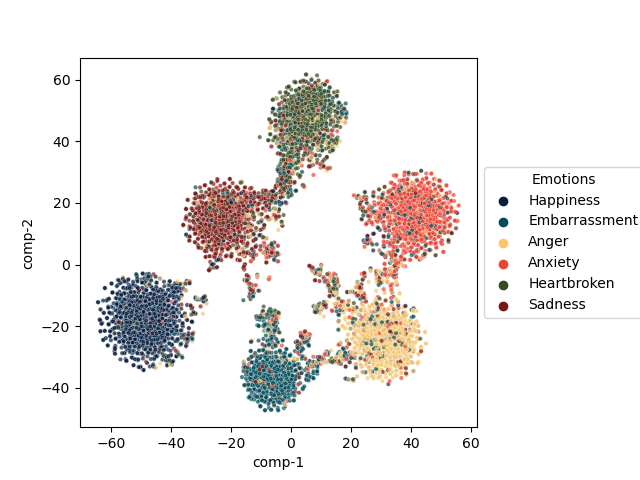 60
40
20
0
−20
−40
comp-2
−60
−40
−20
0
20
40
60
comp-1
Emotions
Happiness
Embarrassment
Anger
Anxiety
Heartbroken
Sadness